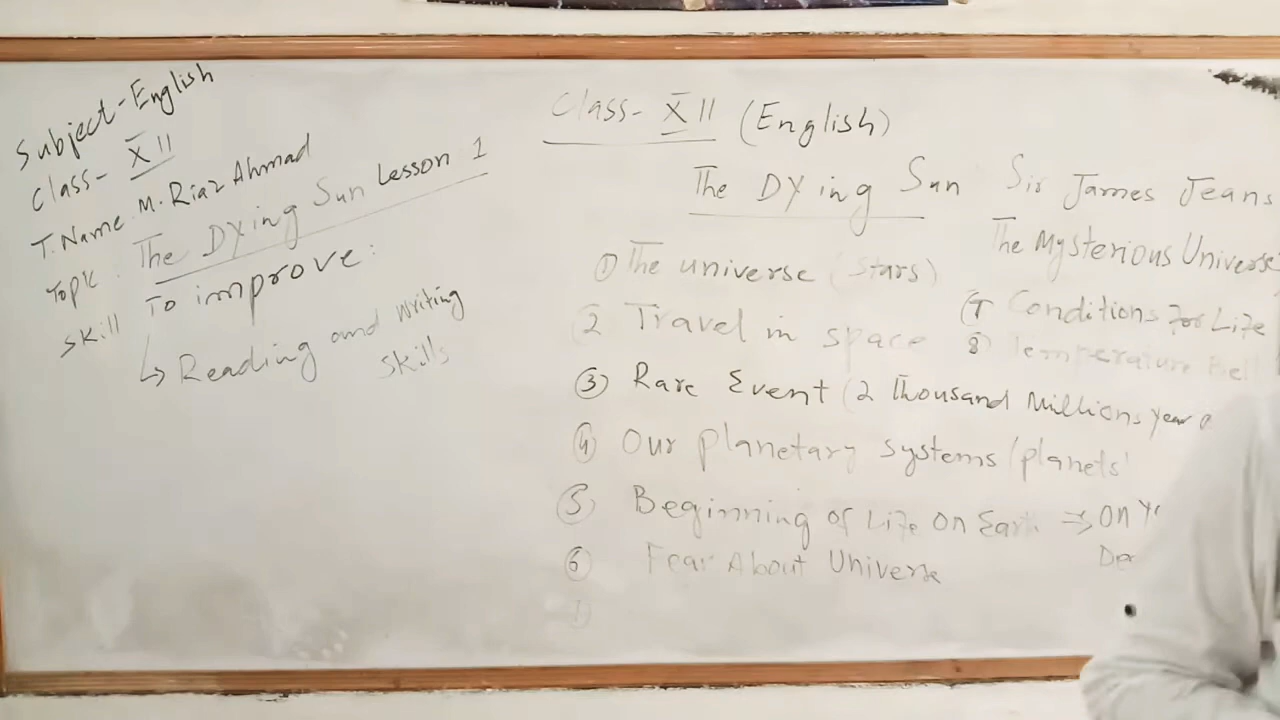 Subject - English
Class - XII
T. Name M. Riaz Ahmad
Topic : The Dying Sun Lesson 1
Skill To improve :
↳ Reading and writing
skills
Class - XII (English)
The Dying Sun Sir James Jeans
The Mysterious Universe
① The universe (Stars)
2 Travel in space
③ Rare Event (2 Thousand Millions year
④ Our planetary systems/planets
⑤ Beginning of Life on Earth ⇒ ON
⑥ Fear About Universe
(7 Conditions for Life
8) Temperature